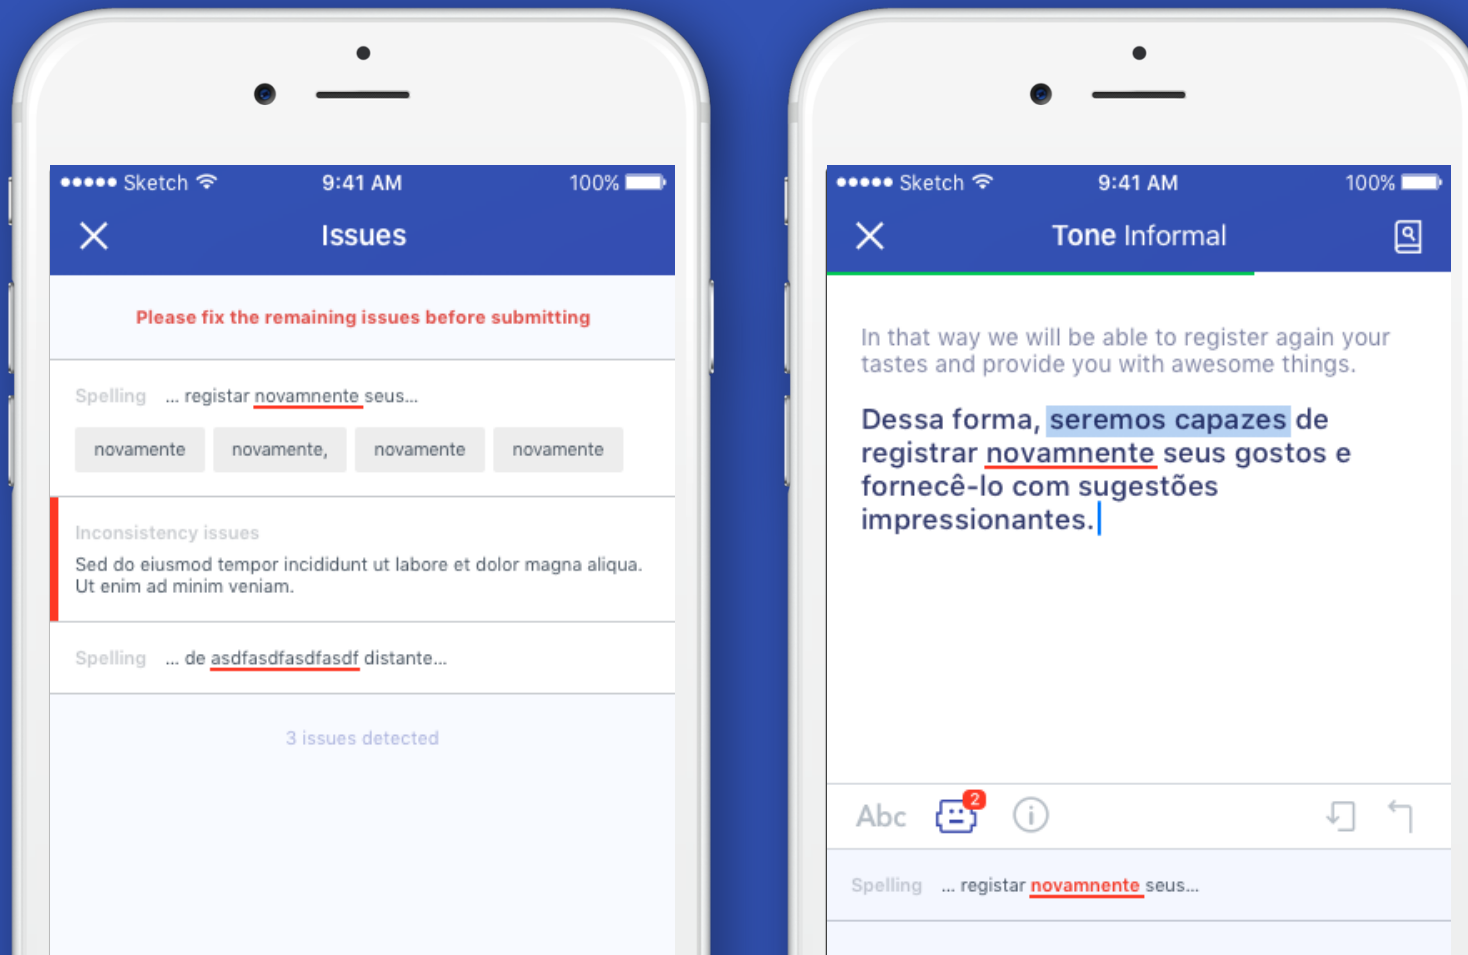 Sketch 9:41 AM 100%
Issues
Please fix the remaining issues before submitting
Spelling ... registar novamnente seus...
novamente novamente, novamente novamente
Inconsistency issues
Sed do eiusmod tempor incididunt ut labore et dolor magna aliqua.
Ut enim ad minim veniam.
Spelling ... de asdfasdfasdfasdf distante...
3 issues detected
Sketch 9:41 AM 100%
Tone Informal
In that way we will be able to register again your
tastes and provide you with awesome things.
Dessa forma, seremos capazes de
registrar novamnente seus gostos e
fornecê-lo com sugestões
impressionantes.
Abc 2 i
Spelling ... registar novamnente seus...